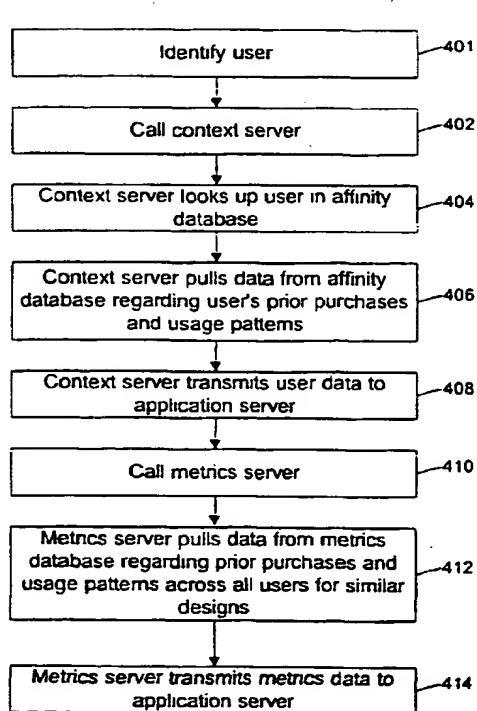 Identify user
401
Call context server
402
Context server looks up user in affinity
database
404
Context server pulls data from affinity
database regarding user's prior purchases
and usage patterns
406
Context server transmits user data to
application server
408
Call metrics server
410
Metrics server pulls data from metrics
database regarding prior purchases and
usage patterns across all users for similar
designs
412
Metrics server transmits metrics data to
application server
414